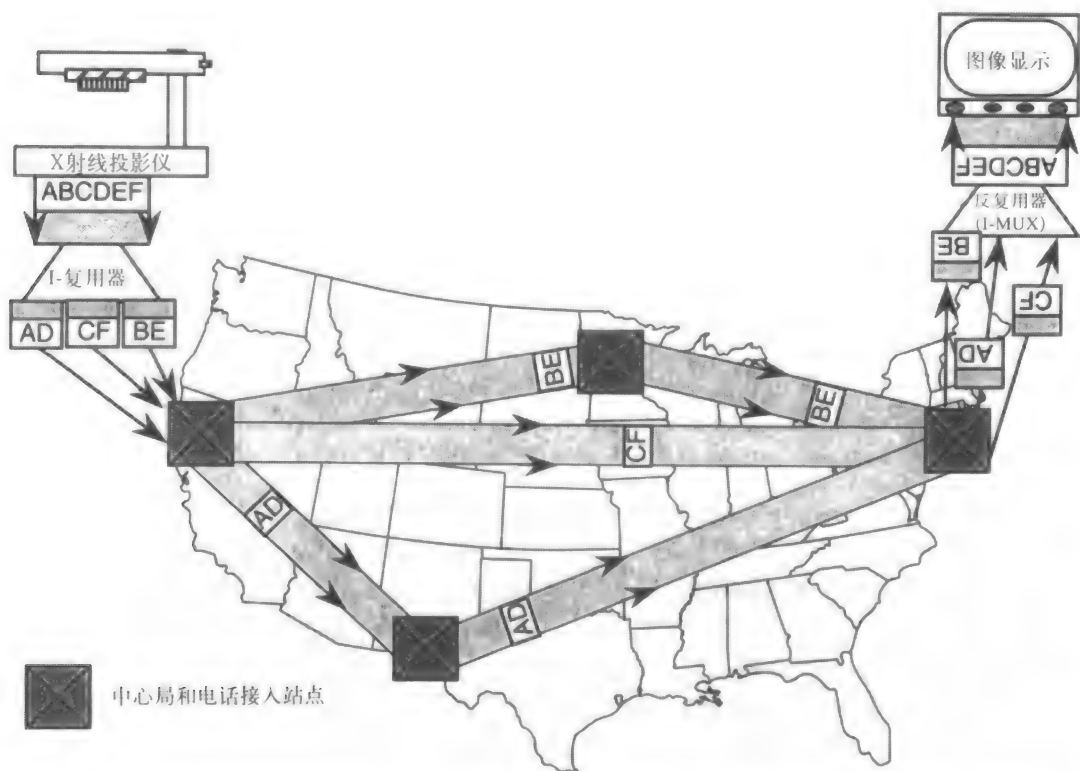 图像显示
X射线投影仪
ABCDEF
ABCDEF
反复用器
(I-MUX)
BE
I-复用器
AD
CF
BE
CF
AD
BE
BE
CF
AD
AD
中心局和电话接入站点